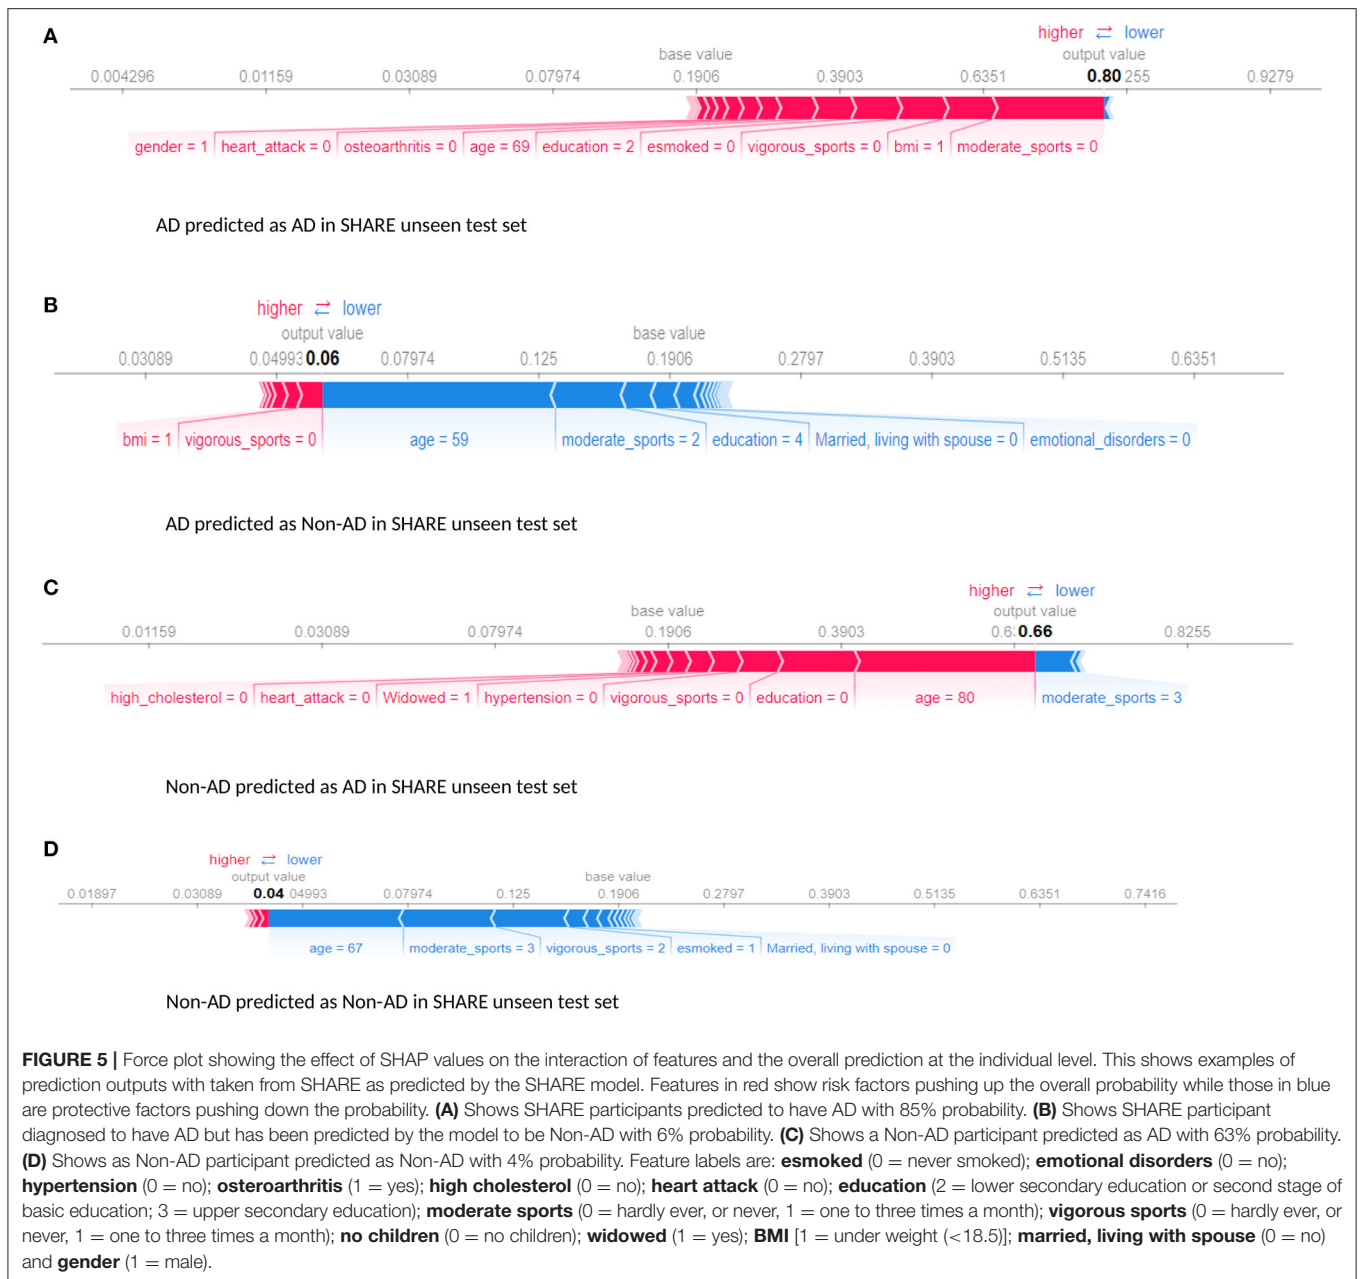 A
higher ⇄ lower
base value output value
0.004296 0.01159 0.03089 0.07974 0.1906 0.3903 0.6351 0.80 255 0.9279
gender = 1 heart_attack = 0 osteoarthritis = 0 age = 69 education = 2 esmoked = 0 vigorous_sports = 0 bmi = 1 moderate_sports = 0
AD predicted as AD in SHARE unseen test set
B
higher ⇄ lower
output value base value
0.03089 0.04993 0.06 0.07974 0.125 0.1906 0.2797 0.3903 0.5135 0.6351
bmi = 1 vigorous_sports = 0 age = 59 moderate_sports = 2 education = 4 Married, living with spouse = 0 emotional_disorders = 0
AD predicted as Non-AD in SHARE unseen test set
C
higher ⇄ lower
base value output value
0.01159 0.03089 0.07974 0.1906 0.3903 0.6 0.66 0.8255
high_cholesterol = 0 heart_attack = 0 Widowed = 1 hypertension = 0 vigorous_sports = 0 education = 0 age = 80 moderate_sports = 3
Non-AD predicted as AD in SHARE unseen test set
D
higher ⇄ lower
output value base value
0.01897 0.03089 0.04 04993 0.07974 0.125 0.1906 0.2797 0.3903 0.5135 0.6351 0.7416
age = 67 moderate_sports = 3 vigorous_sports = 2 esmoked = 1 Married, living with spouse = 0
Non-AD predicted as Non-AD in SHARE unseen test set
FIGURE 5 | Force plot showing the effect of SHAP values on the interaction of features and the overall prediction at the individual level. This shows examples of
prediction outputs with taken from SHARE as predicted by the SHARE model. Features in red show risk factors pushing up the overall probability while those in blue
are protective factors pushing down the probability. (A) Shows SHARE participants predicted to have AD with 85% probability. (B) Shows SHARE participant
diagnosed to have AD but has been predicted by the model to be Non-AD with 6% probability. (C) Shows a Non-AD participant predicted as AD with 63% probability.
(D) Shows as Non-AD participant predicted as Non-AD with 4% probability. Feature labels are: esmoked (0 = never smoked); emotional disorders (0 = no);
hypertension (0 = no); osteroarthritis (1 = yes); high cholesterol (0 = no); heart attack (0 = no); education (2 = lower secondary education or second stage of
basic education; 3 = upper secondary education); moderate sports (0 = hardly ever, or never, 1 = one to three times a month); vigorous sports (0 = hardly ever, or
never, 1 = one to three times a month); no children (0 = no children); widowed (1 = yes); BMI [1 = under weight (<18.5)]; married, living with spouse (0 = no)
and gender (1 = male).